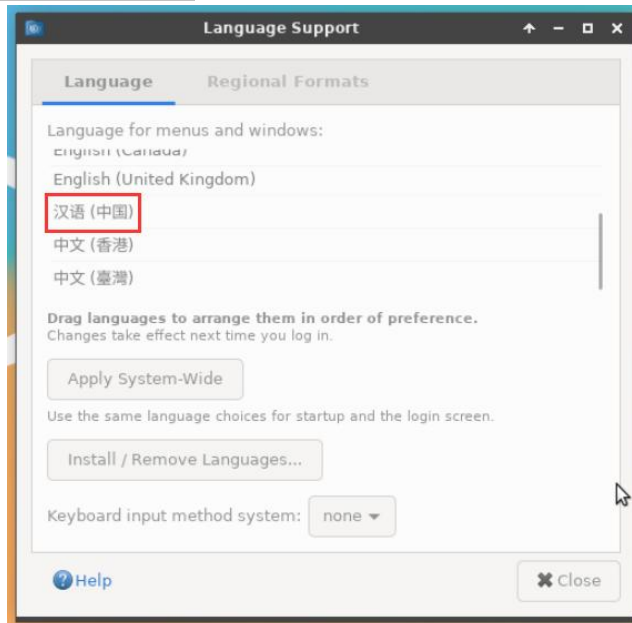 Language Support
Language Regional Formats
Language for menus and windows:
English (Canada)
English (United Kingdom)
汉语 (中国)
中文 (香港)
中文 (臺灣)
Drag languages to arrange them in order of preference.
Changes take effect next time you log in.
Apply System-Wide
Use the same language choices for startup and the login screen.
Install / Remove Languages...
Keyboard input method system: none
Help Close